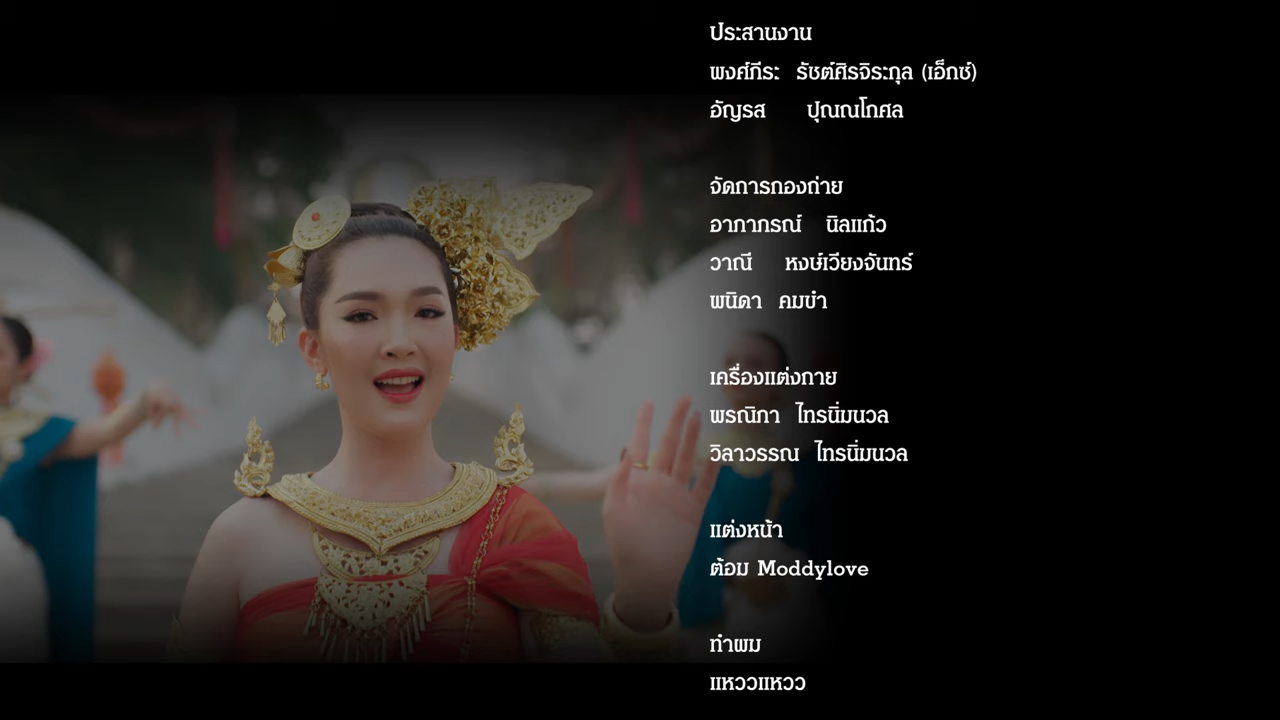 ประสานงาน
พงศ์ภีระ รัชต์ศิรจิระกุล (เอ็กซ์)
อัญรส ปุณณโกศล
จัดการกองถ่าย
อาภากรณ์ นิลแก้ว
วาณี หงษ์เวียงจันทร์
พนิดา คมขำ
เครื่องแต่งกาย
พรณิภา ไทรนิ่มนวล
วิลาวรรณ ไทรนิ่มนวล
แต่งหน้า
ต้อม Moddylove
ทำผม
แหววแหวว